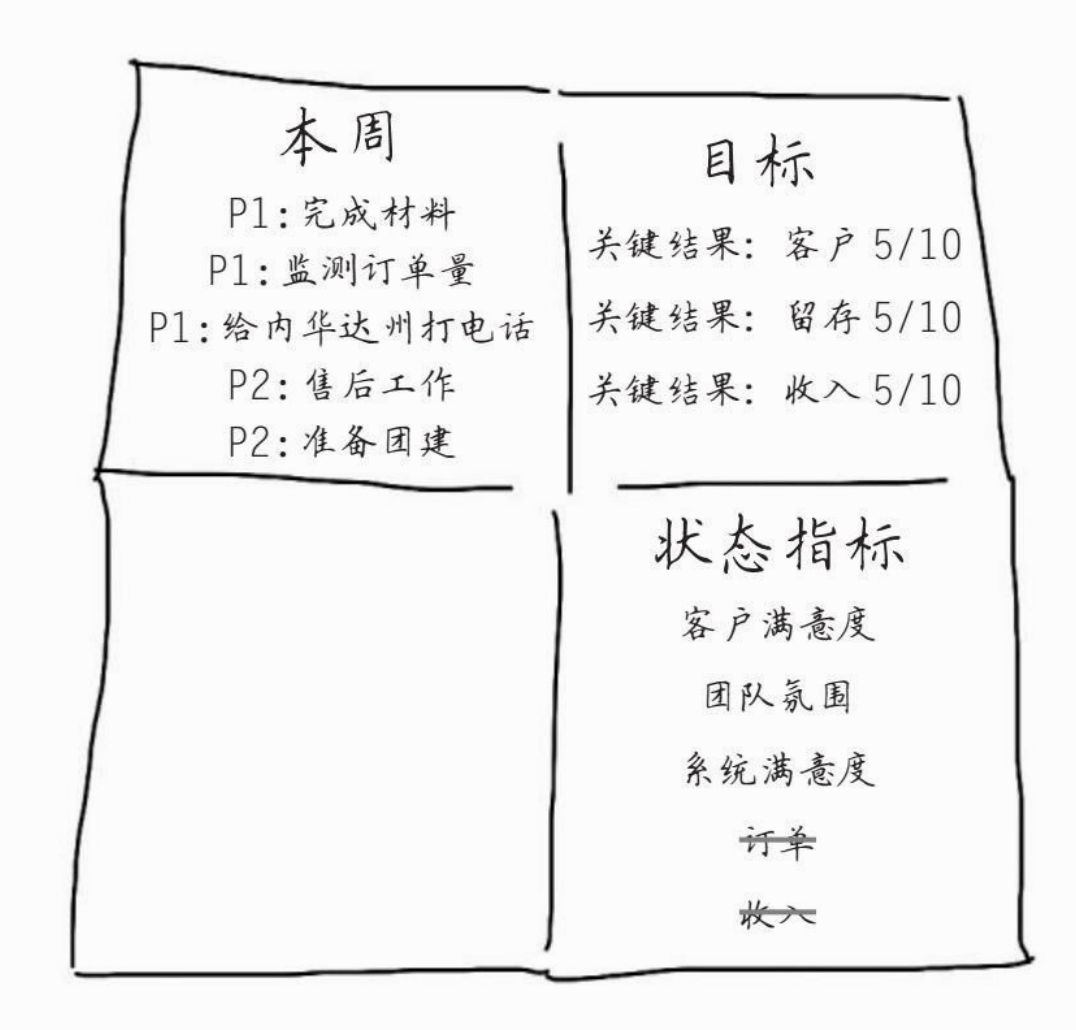 本周
P1:完成材料
P1:监测订单量
P1:给内华达州打电话
P2:售后工作
P2:准备团建
目标
关键结果: 客户 5/10
关键结果: 留存 5/10
关键结果: 收入 5/10
状态指标
客户满意度
团队氛围
系统满意度
订单
收入